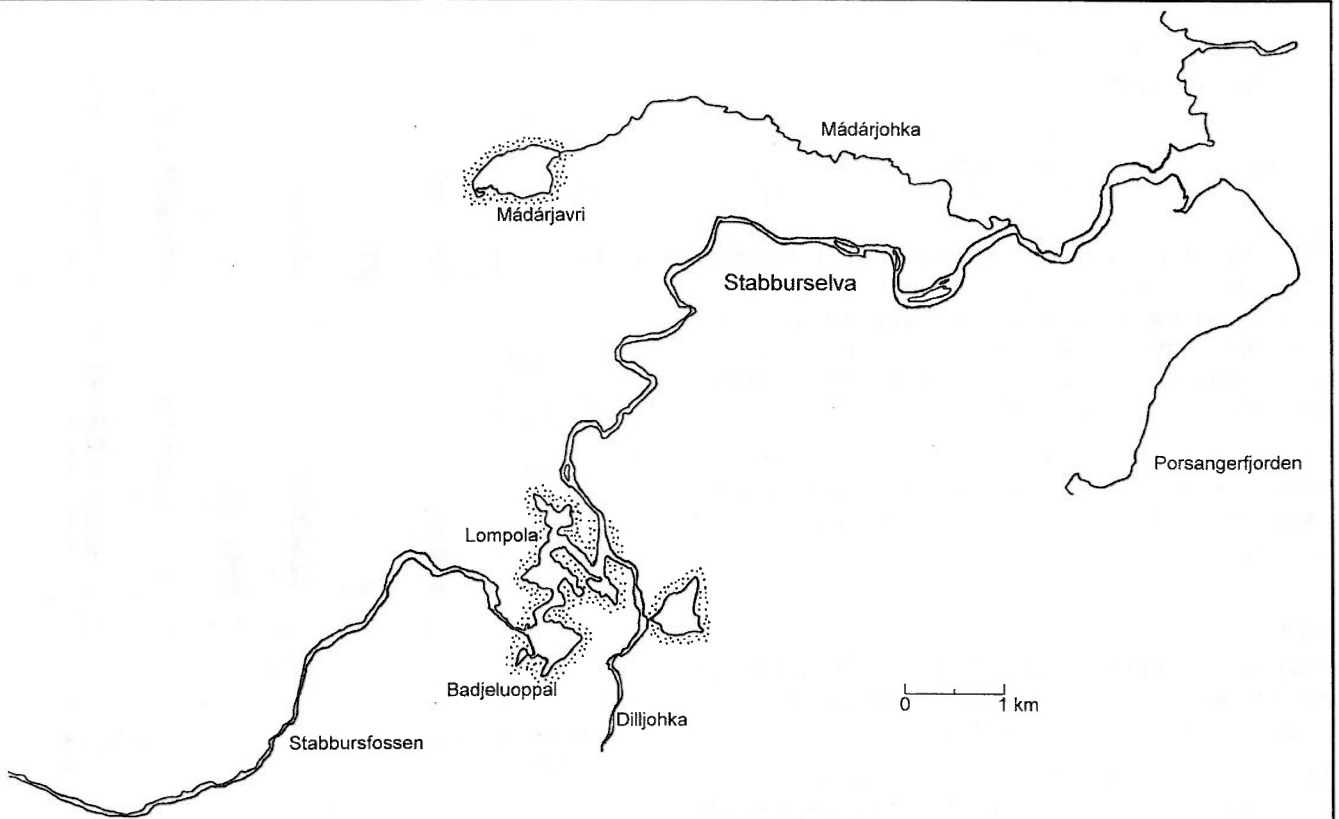 Mádárjohka
Mádárjavri
Stabburselva
Porsangerfjorden
Lompola
Badjeluoppal
Dilljohka
0 1 km
Stabbursfossen